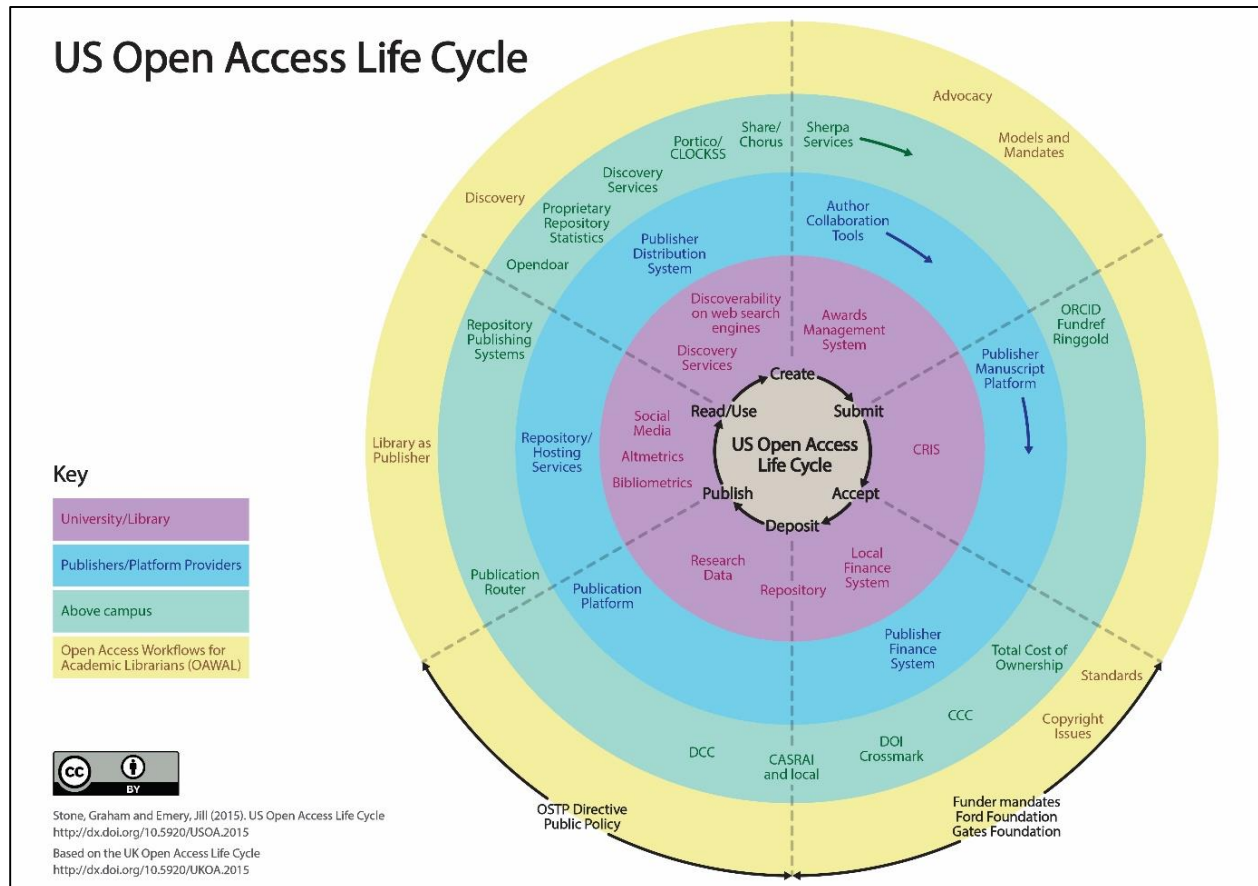 US Open Access Life Cycle
Advocacy
Models and
Mandates
Share/
Chorus
Sherpa
Services
Portico/
CLOCKSS
Discovery
Services
Discovery
Proprietary
Repository
Statistics
Opendoar
Author
Collaboration
Tools
Publisher
Distribution
System
Discoverability
on web search
engines
Awards
Management
System
ORCID
Fundref
Ringgold
Repository
Publishing
Systems
Publisher
Manuscript
Platform
Discovery
Services
Create
Read/Use
Submit
Social
Media
Altmetrics
Bibliometrics
US Open Access
Life Cycle
CRIS
Library as
Publisher
Repository/
Hosting
Services
Publish
Accept
Deposit
Research
Data
Repository
Local
Finance
System
Publication
Router
Publication
Platform
Publisher
Finance
System
Total Cost of
Ownership
Standards
Copyright
Issues
CCC
DOI
Crossmark
CASRAI
and local
DCC
OSTP Directive
Public Policy
Funder mandates
Ford Foundation
Gates Foundation
Key
University/Library
Publishers/Platform Providers
Above campus
Open Access Workflows for
Academic Librarians (OAWAL)
cc
BY
Stone, Graham and Emery, Jill (2015). US Open Access Life Cycle
http://dx.doi.org/10.5920/USOA.2015
Based on the UK Open Access Life Cycle
http://dx.doi.org/10.5920/UKOA.2015